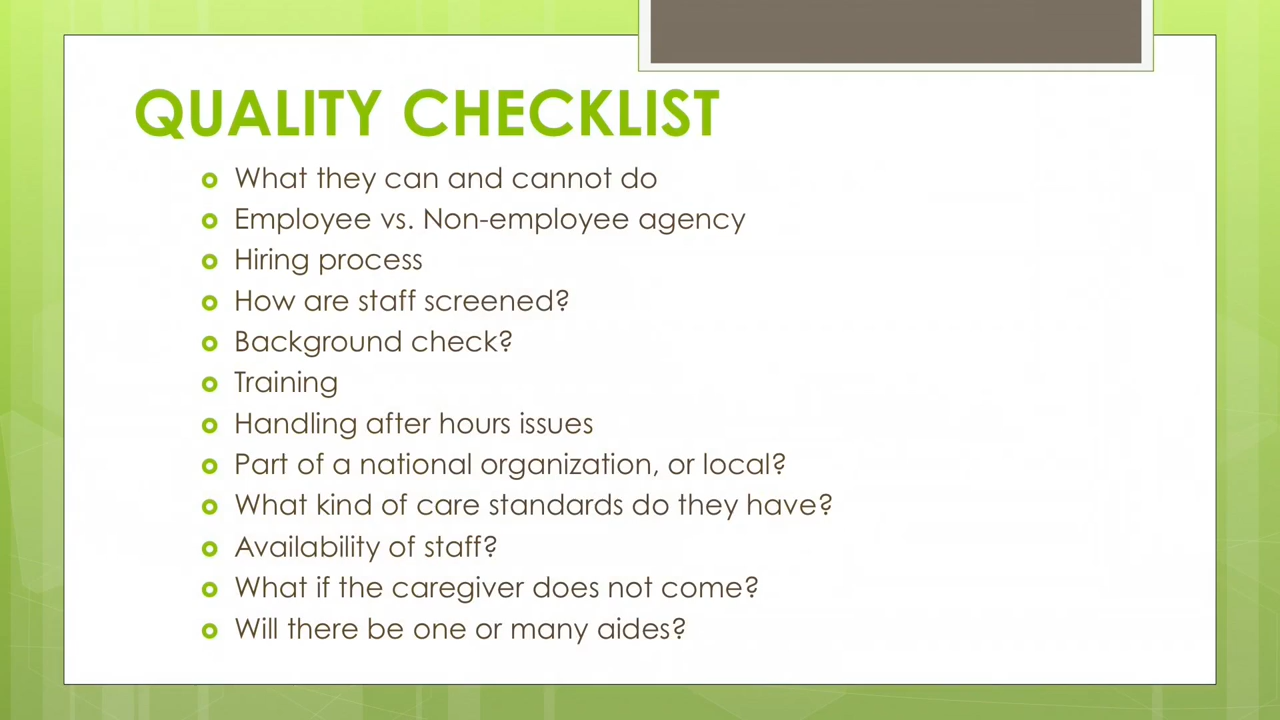 QUALITY CHECKLIST
What they can and cannot do
Employee vs. Non-employee agency
Hiring process
How are staff screened?
Background check?
Training
Handling after hours issues
Part of a national organization, or local?
What kind of care standards do they have?
Availability of staff?
What if the caregiver does not come?
Will there be one or many aides?